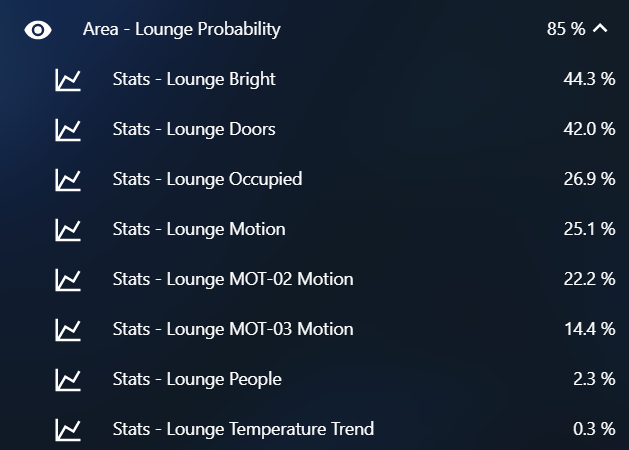 Area - Lounge Probability 85 %
Stats - Lounge Bright 44.3 %
Stats - Lounge Doors 42.0 %
Stats - Lounge Occupied 26.9 %
Stats - Lounge Motion 25.1 %
Stats - Lounge MOT-02 Motion 22.2 %
Stats - Lounge MOT-03 Motion 14.4 %
Stats - Lounge People 2.3 %
Stats - Lounge Temperature Trend 0.3 %